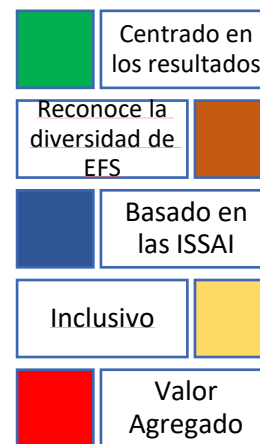 Centrado en
los resultados
Reconoce la
diversidad de
EFS
Basado en
las ISSAI
Inclusivo
Valor
Agregado